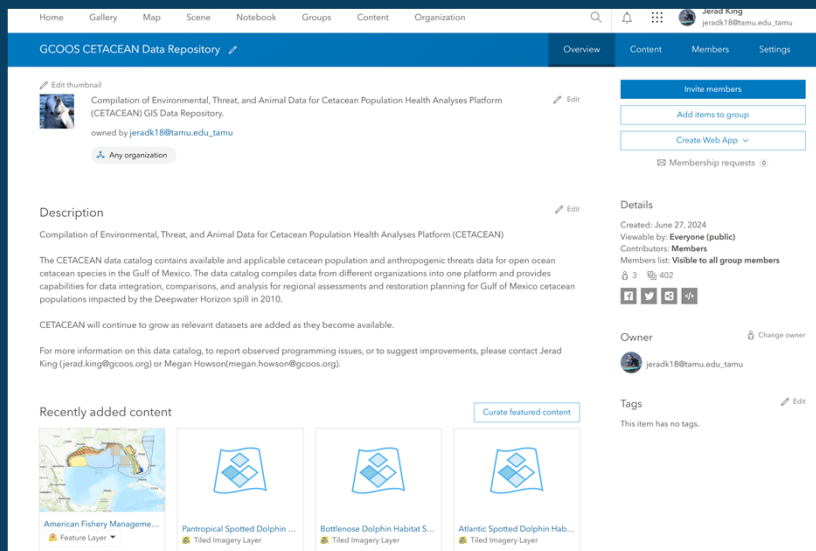 Home Gallery Map Scene Notebook Groups Content Organization
Jerad King
jeradk18@tamu.edu_tamu
GCOOS CETACEAN Data Repository
Overview Content Members Settings
Edit thumbnail
Compilation of Environmental, Threat, and Animal Data for Cetacean Population Health Analyses Platform
(CETACEAN) GIS Data Repository.
Edit
owned by jeradk18@tamu.edu_tamu
Any organization
Invite members
Add items to group
Create Web App
Membership requests 0
Description
Edit
Compilation of Environmental, Threat, and Animal Data for Cetacean Population Health Analyses Platform (CETACEAN)
The CETACEAN data catalog contains available and applicable cetacean population and anthropogenic threats data for open ocean
cetacean species in the Gulf of Mexico. The data catalog compiles data from different organizations into one platform and provides
capabilities for data integration, comparisons, and analysis for regional assessments and restoration planning for Gulf of Mexico cetacean
populations impacted by the Deepwater Horizon spill in 2010.
CETACEAN will continue to grow as relevant datasets are added as they become available.
For more information on this data catalog, to report observed programming issues, or to suggest improvements, please contact Jerad
King (jerad.king@gcoos.org) or Megan Howson(megan.howson@gcoos.org).
Details
Created: June 27, 2024
Viewable by: Everyone (public)
Contributors: Members
Members list: Visible to all group members
3 402
Owner
Change owner
jeradk18@tamu.edu_tamu
Tags
Edit
This item has no tags.
Recently added content
Curate featured content
American Fishery Manageme...
Feature Layer
Pantropical Spotted Dolphin ...
Tiled Imagery Layer
Bottlenose Dolphin Habitat S...
Tiled Imagery Layer
Atlantic Spotted Dolphin Hab...
Tiled Imagery Layer